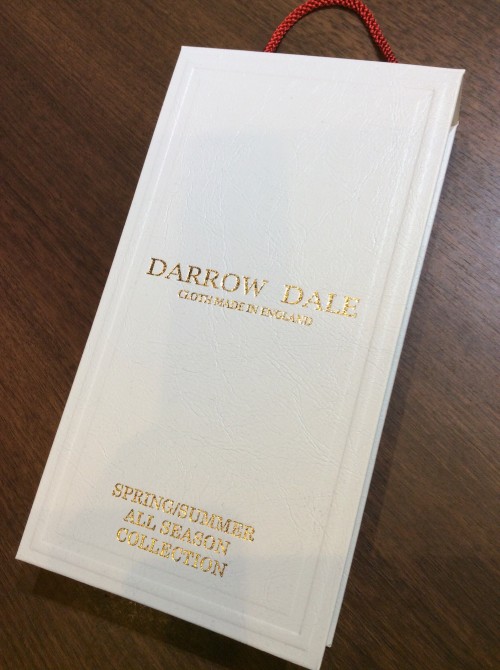 DARROW DALE
CLOTH MADE IN ENGLAND
SPRING/SUMMER
ALL SEASON
COLLECTION